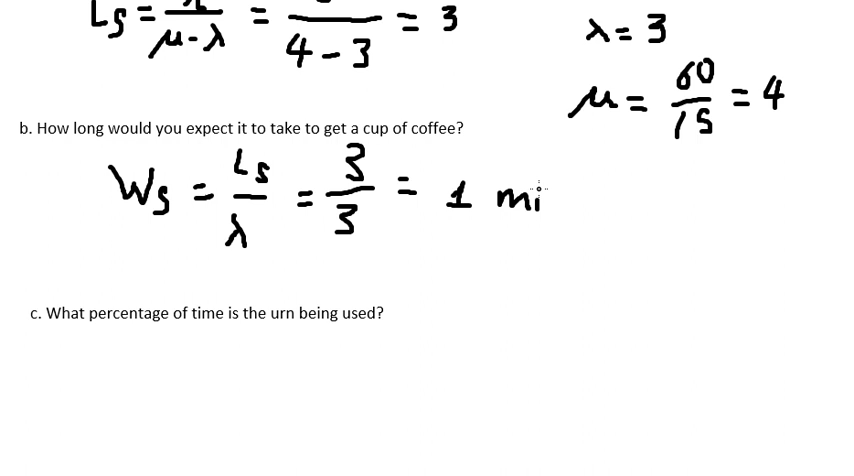 Ls = λ/(μ-λ) = /(4-3) = 3
λ = 3
μ = 60/15 = 4
b. How long would you expect it to take to get a cup of coffee?
Ws = Ls/λ = 3/3 = 1 mi
c. What percentage of time is the urn being used?